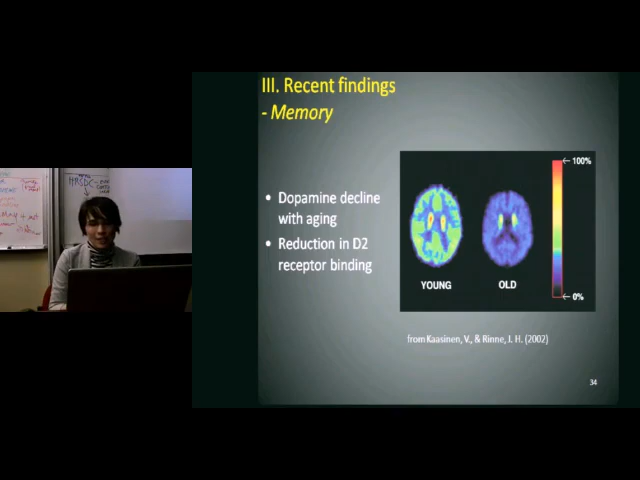 III. Recent findings
- Memory
• Dopamine decline
with aging
• Reduction in D2
receptor binding
100%
0%
YOUNG
OLD
from Kaasinen, V., & Rinne, J. H. (2002)
34
HRSDC